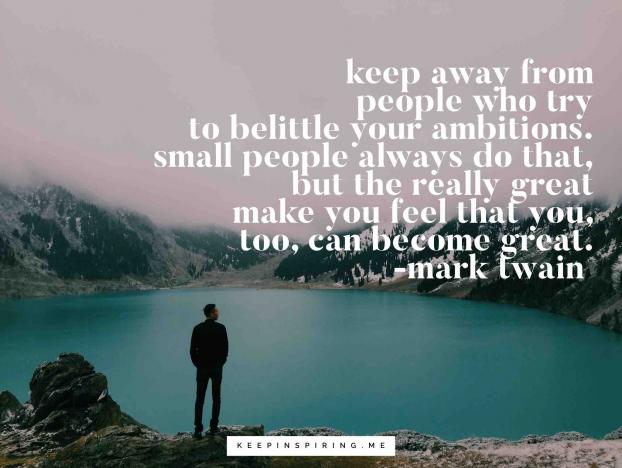 keep away from
people who try
to belittle your ambitions.
small people always do that,
but the really great
make you feel that you,
too, can become great.
-mark twain
KEEPINSPIRING.ME